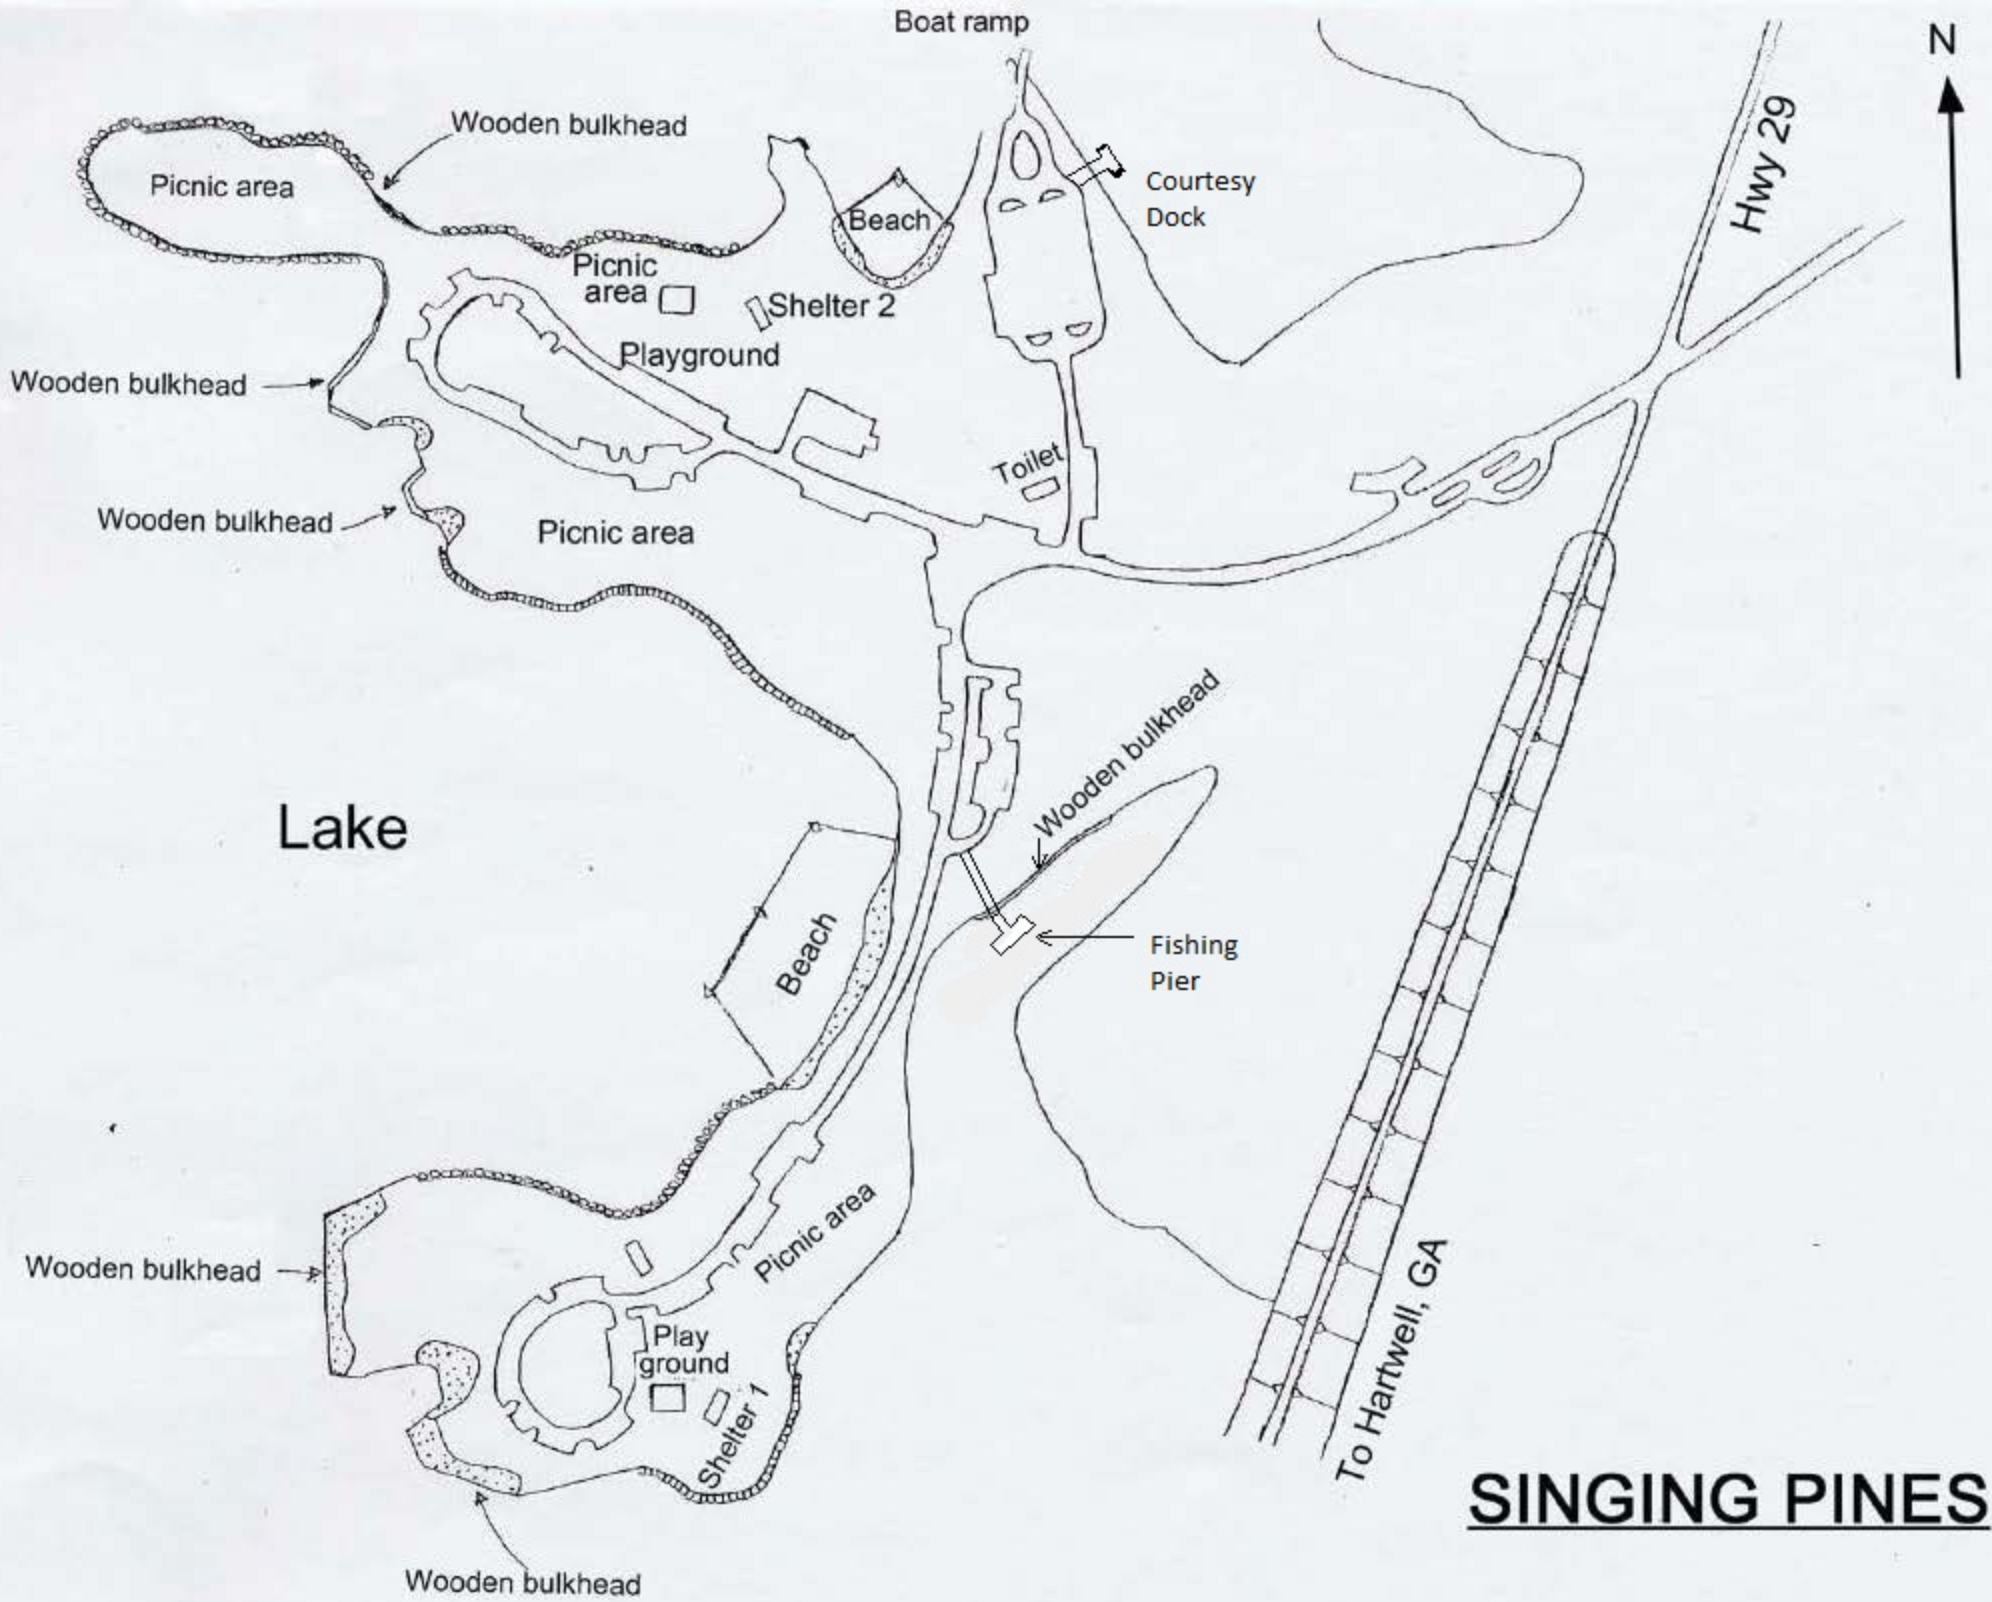 Boat ramp
N
Wooden bulkhead
Hwy 29
Picnic area
Courtesy
Dock
Beach
Picnic
area
Shelter 2
Playground
Wooden bulkhead
Toilet
Wooden bulkhead
Picnic area
Wooden bulkhead
Lake
Beach
Fishing
Pier
Picnic area
Wooden bulkhead
To Hartwell, GA
Play
ground
Shelter 1
SINGING PINES
Wooden bulkhead